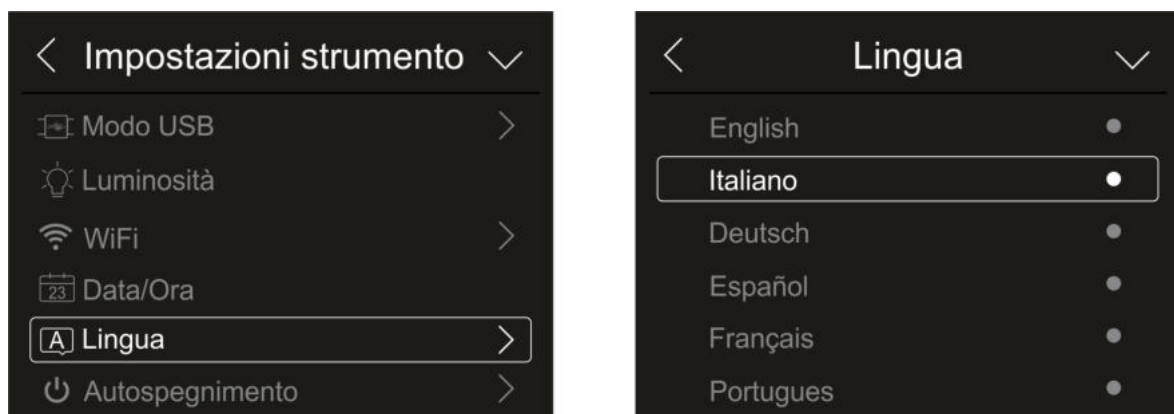 Impostazioni strumento
Modo USB
Luminosità
WiFi
23 Data/Ora
A Lingua
Autospegnimento
Lingua
English
Italiano
Deutsch
Español
Français
Portugues